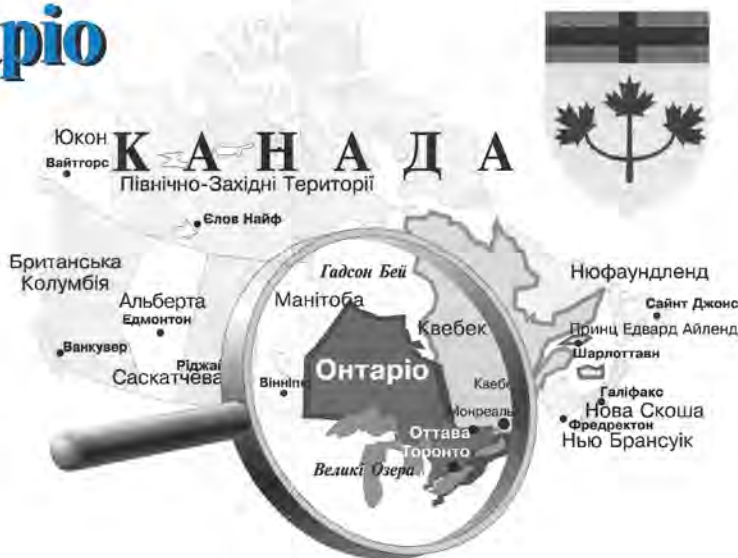 ріо
КАНАДА
Юкон
Вайтгорс
Північно-Західні Території
Єлов Найф
Британська
Колумбія
Альберта
Едмонтон
Ванкувер
Ріджай
Саскатчева
Гадсон Бей
Манітоба
Квебек
Вінніпе
Онтаріо
Квебе
Монреаль
Оттава
Торонто
Великі Озера
Нюфаундленд
Сайнт Джонс
Принц Едвард Айленд
Шарлоттавн
Галіфакс
Нова Скоша
Фредректон
Нью Брансуік